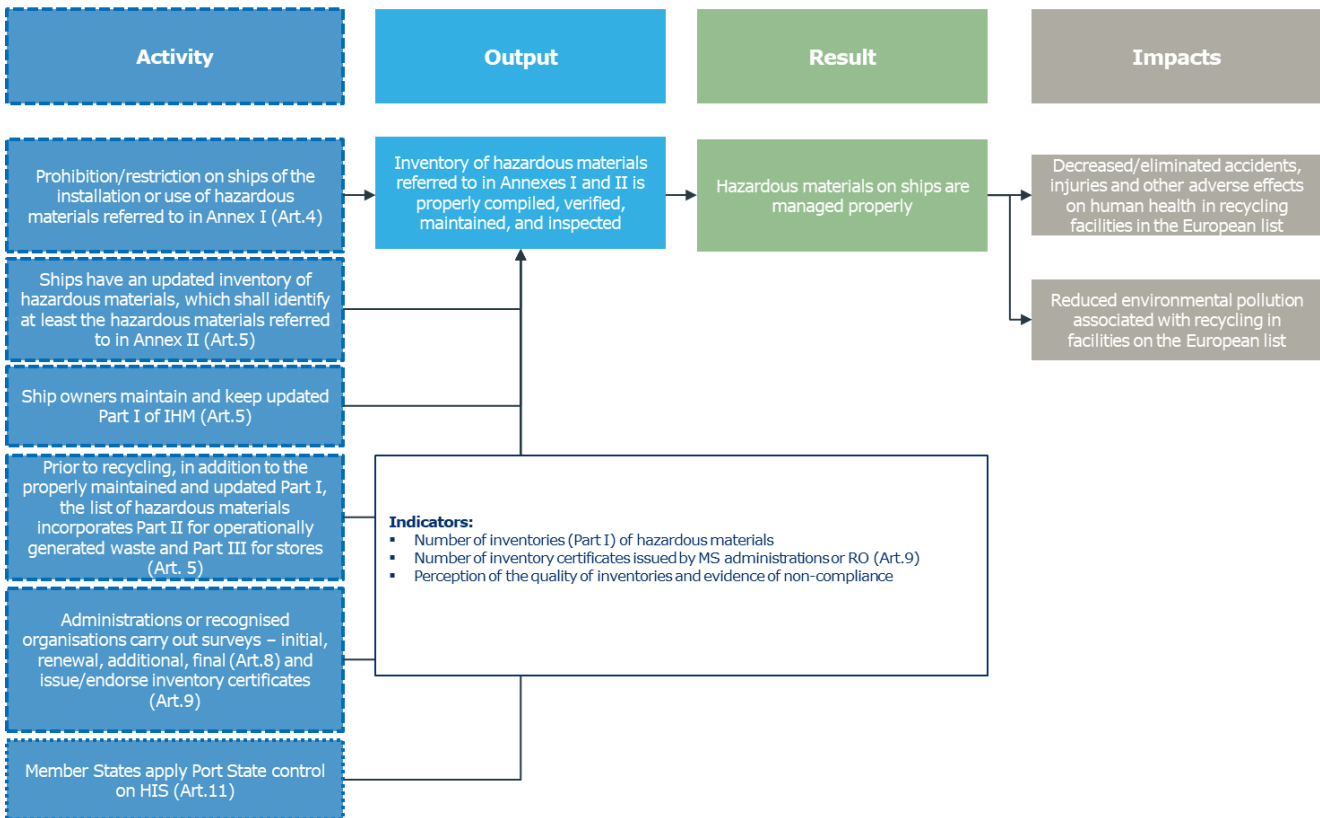 Activity
Output
Result
Impacts
Prohibition/restriction on ships of the
installation or use of hazardous
materials referred to in Annex I (Art.4)
Inventory of hazardous materials
referred to in Annexes I and II is
properly compiled, verified,
maintained, and inspected
Hazardous materials on ships are
managed properly
Decreased/eliminated accidents,
injuries and other adverse effects
on human health in recycling
facilities in the European list
Ships have an updated inventory of
hazardous materials, which shall identify
at least the hazardous materials referred
to in Annex II (Art.5)
Reduced environmental pollution
associated with recycling in
facilities on the European list
Ship owners maintain and keep updated
Part I of IHM (Art.5)
Prior to recycling, in addition to the
properly maintained and updated Part I,
the list of hazardous materials
incorporates Part II for operationally
generated waste and Part III for stores
(Art. 5)
Indicators:
▪ Number of inventories (Part I) of hazardous materials
▪ Number of inventory certificates issued by MS administrations or RO (Art.9)
▪ Perception of the quality of inventories and evidence of non-compliance
Administrations or recognised
organisations carry out surveys – initial,
renewal, additional, final (Art.8) and
issue/endorse inventory certificates
(Art.9)
Member States apply Port State control
on HIS (Art.11)